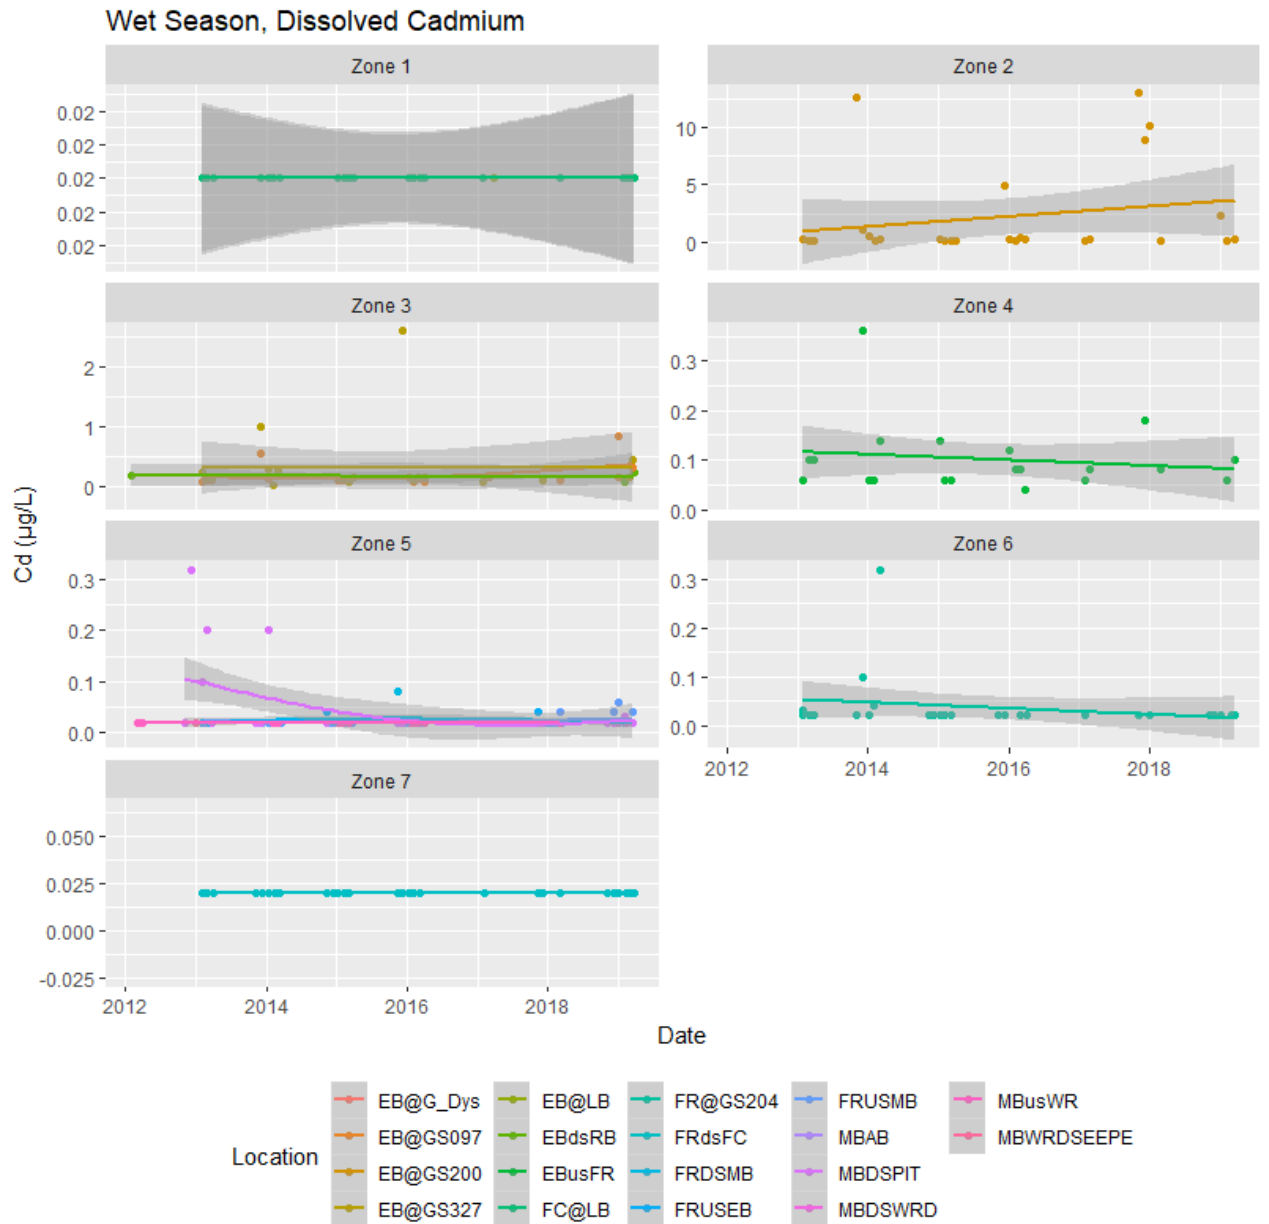 Wet Season, Dissolved Cadmium
Zone 1
Zone 2
0.02
0.02
0.02
0.02
0.02
10
5
0
Zone 3
Zone 4
2
1
0
0.3
0.2
0.1
0.0
Zone 5
Zone 6
0.3
0.2
0.1
0.0
0.3
0.2
0.1
0.0
2012 2014 2016 2018
Zone 7
0.050
0.025
0.000
-0.025
2012 2014 2016 2018
Cd (µg/L)
Date
Location
EB@G_Dys EB@LB FR@GS204 FRUSMB MBusWR
EB@GS097 EBdsRB FRdsFC MBAB MBWRDSEEPE
EB@GS200 EBusFR FRDSMB MBDSPIT
EB@GS327 FC@LB FRUSEB MBDSWRD